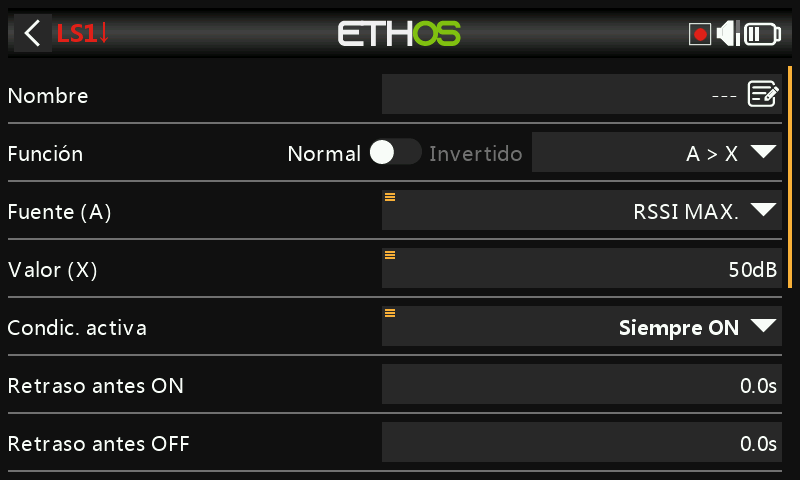 LS1↓ ETHOS
Nombre ---
Función Normal Invertido A > X
Fuente (A) RSSI MAX.
Valor (X) 50dB
Condic. activa Siempre ON
Retraso antes ON 0.0s
Retraso antes OFF 0.0s